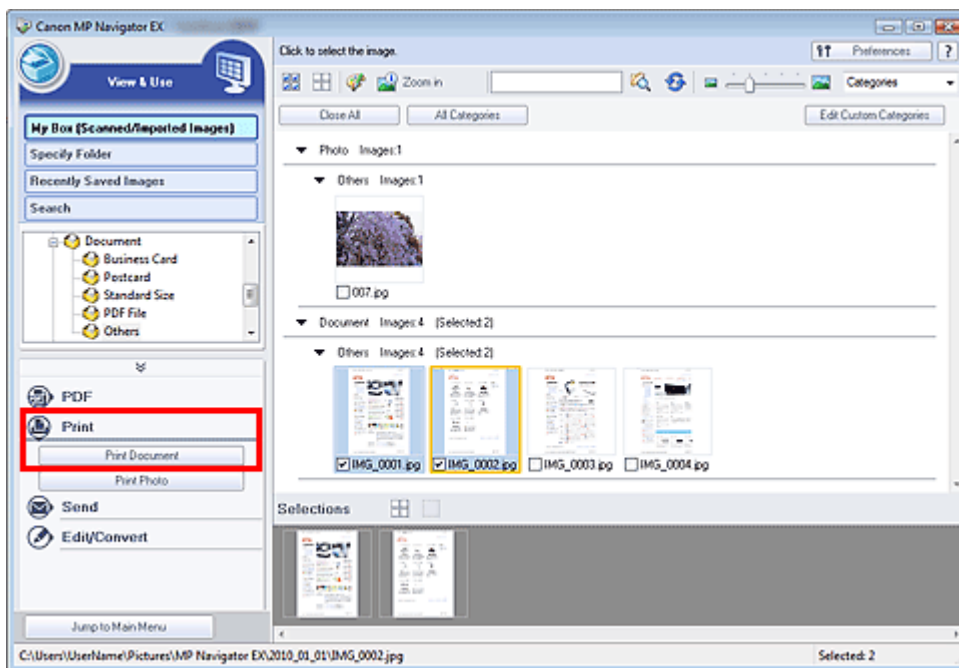 Canon MP Navigator EX
View & Use
My Box (Scanned/Imported Images)
Specify Folder
Recently Saved Images
Search
Document
Business Card
Postcard
Standard Size
PDF File
Others
PDF
Print
Print Document
Print Photo
Send
Edit/Convert
Jump to Main Menu
Click to select the image.
Preferences
?
Zoom in
Categories
Close All
All Categories
Edit Custom Categories
Photo Images:1
Others Images:1
007.jpg
Document Images:4 (Selected:2)
Others Images:4 (Selected:2)
IMG_0001.jpg
IMG_0002.jpg
IMG_0003.jpg
IMG_0004.jpg
Selections
C:\Users\UserName\Pictures\MP Navigator EX\2010_01_01\IMG_0002.jpg
Selected: 2